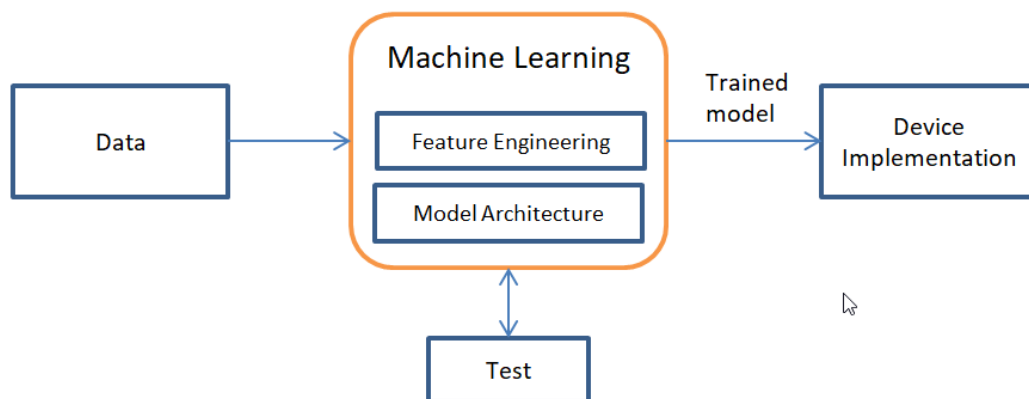 Machine Learning
Trained
model
Data
Feature Engineering
Device
Implementation
Model Architecture
Test